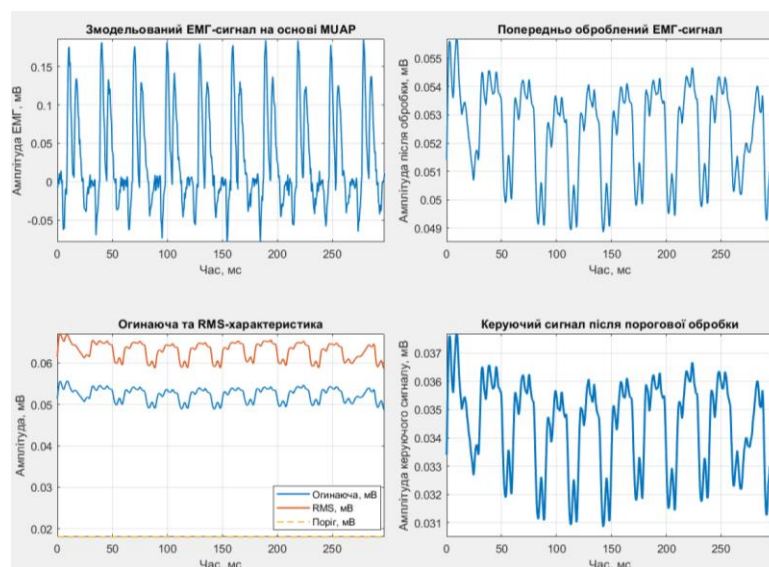 Змодельований ЕМГ-сигнал на основі MUAP
Амплітуда ЕМГ, мВ
0.15
0.1
0.05
0
-0.05
0 50 100 150 200 250
Час, мс
Попередньо оброблений ЕМГ-сигнал
Амплітуда після обробки, мВ
0.055
0.054
0.053
0.052
0.051
0.05
0.049
0 50 100 150 200 250
Час, мс
Огинаюча та RMS-характеристика
Амплітуда, мВ
0.06
0.05
0.04
0.03
0.02
Огинаюча, мВ
RMS, мВ
Поріг, мВ
0 50 100 150 200 250
Час, мс
Керуючий сигнал після порогової обробки
Амплітуда керуючого сигналу, мВ
0.037
0.036
0.035
0.034
0.033
0.032
0.031
0 50 100 150 200 250
Час, мс